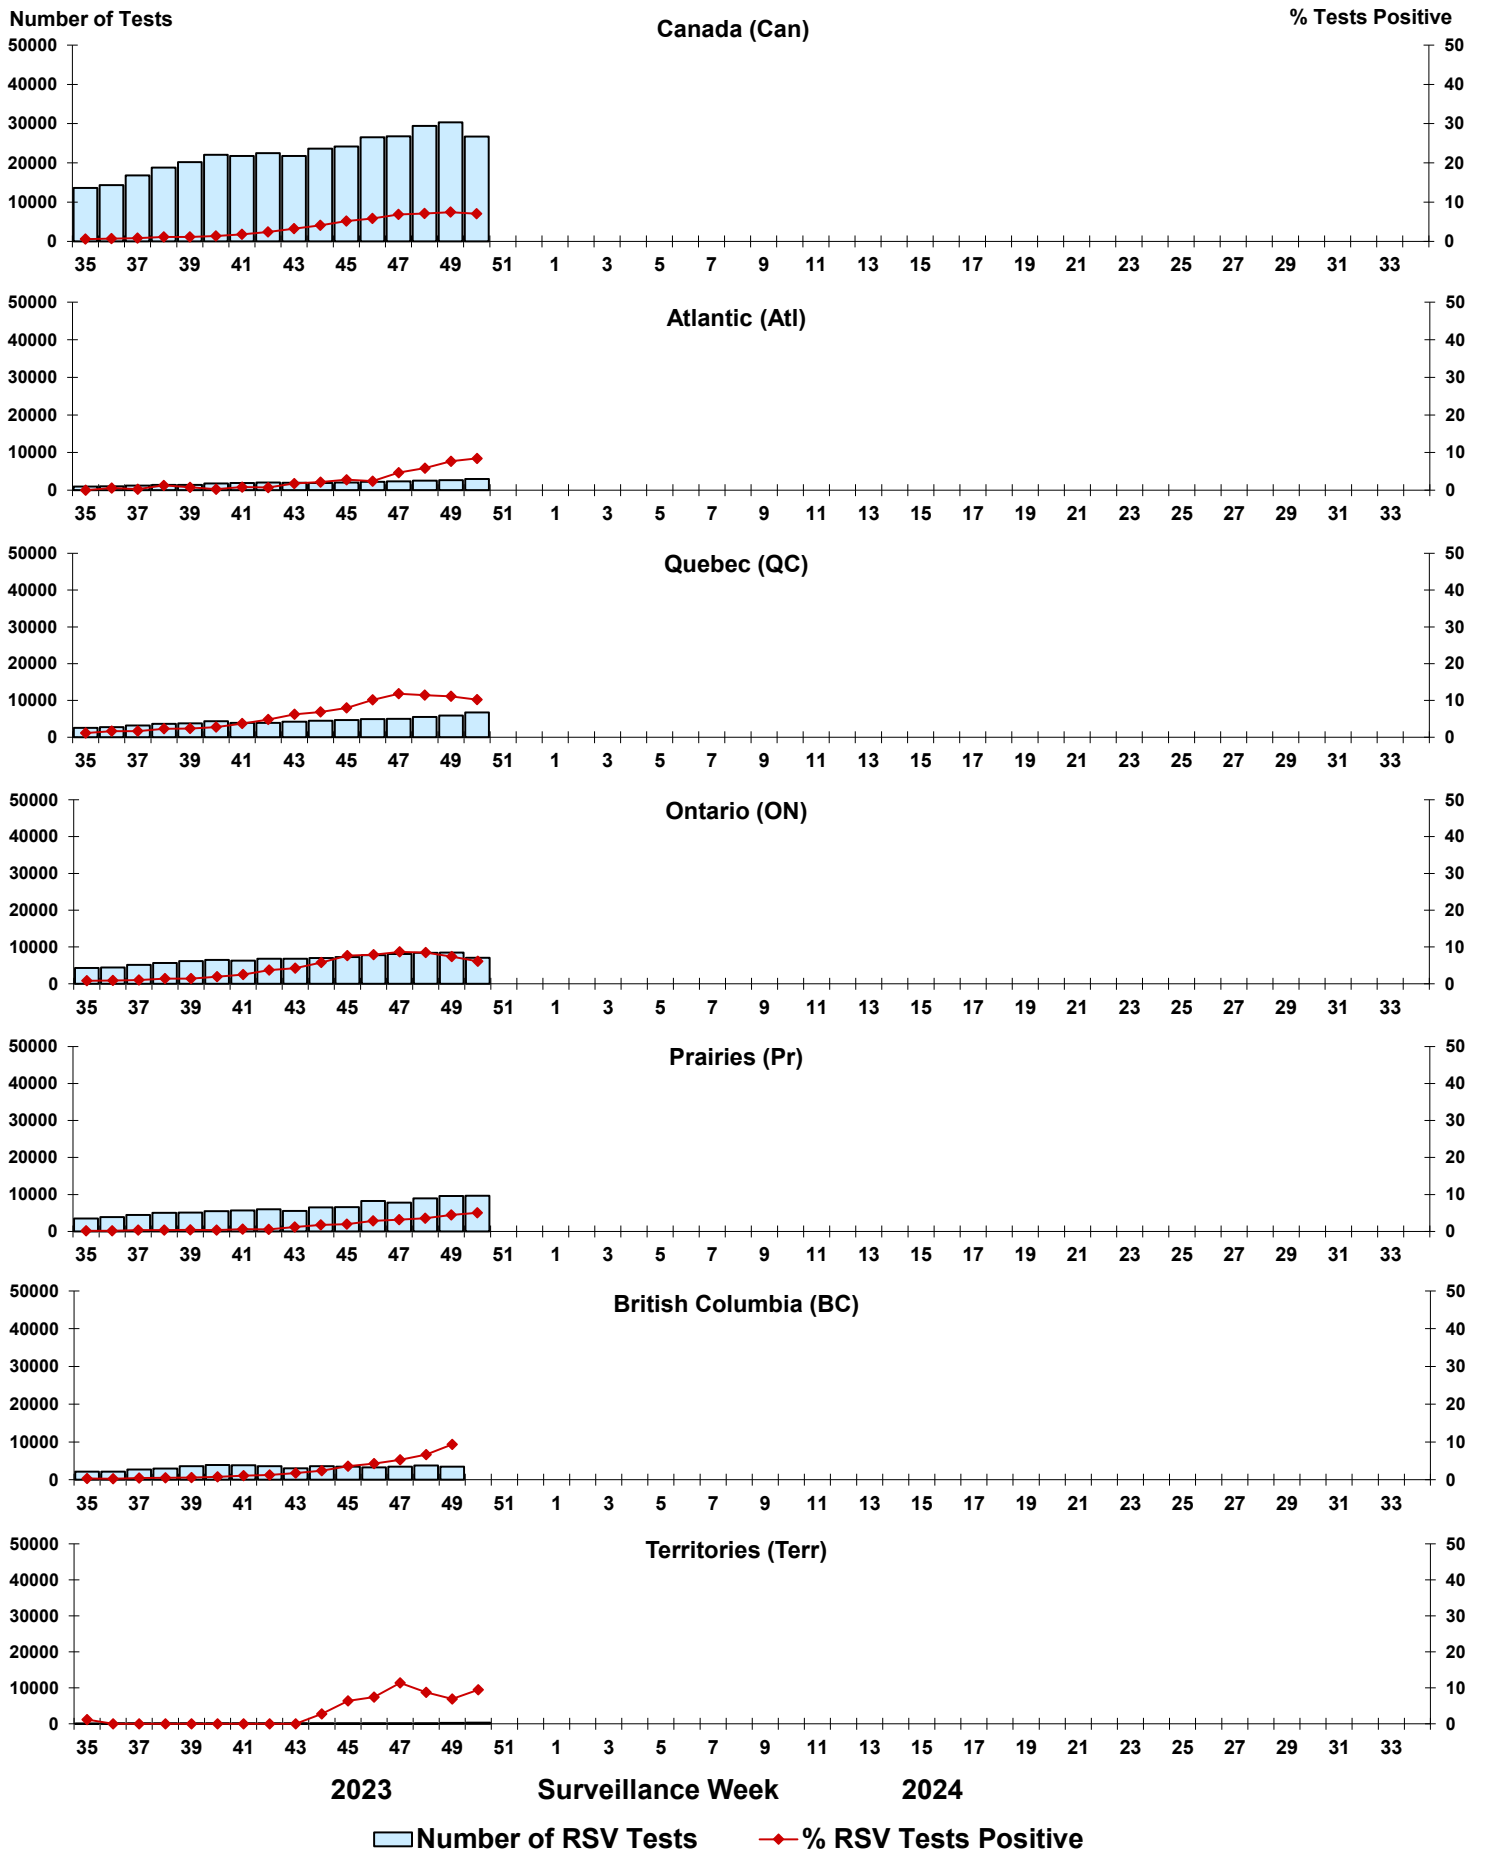 Number of Tests
% Tests Positive
Canada (Can)
50000 50
40000 40
30000 30
20000 20
10000 10
0 0
35 37 39 41 43 45 47 49 51 1 3 5 7 9 11 13 15 17 19 21 23 25 27 29 31 33
Atlantic (Atl)
50000 50
40000 40
30000 30
20000 20
10000 10
0 0
35 37 39 41 43 45 47 49 51 1 3 5 7 9 11 13 15 17 19 21 23 25 27 29 31 33
Quebec (QC)
50000 50
40000 40
30000 30
20000 20
10000 10
0 0
35 37 39 41 43 45 47 49 51 1 3 5 7 9 11 13 15 17 19 21 23 25 27 29 31 33
Ontario (ON)
50000 50
40000 40
30000 30
20000 20
10000 10
0 0
35 37 39 41 43 45 47 49 51 1 3 5 7 9 11 13 15 17 19 21 23 25 27 29 31 33
Prairies (Pr)
50000 50
40000 40
30000 30
20000 20
10000 10
0 0
35 37 39 41 43 45 47 49 51 1 3 5 7 9 11 13 15 17 19 21 23 25 27 29 31 33
British Columbia (BC)
50000 50
40000 40
30000 30
20000 20
10000 10
0 0
35 37 39 41 43 45 47 49 51 1 3 5 7 9 11 13 15 17 19 21 23 25 27 29 31 33
Territories (Terr)
50000 50
40000 40
30000 30
20000 20
10000 10
0 0
35 37 39 41 43 45 47 49 51 1 3 5 7 9 11 13 15 17 19 21 23 25 27 29 31 33
2023 Surveillance Week 2024
Number of RSV Tests % RSV Tests Positive